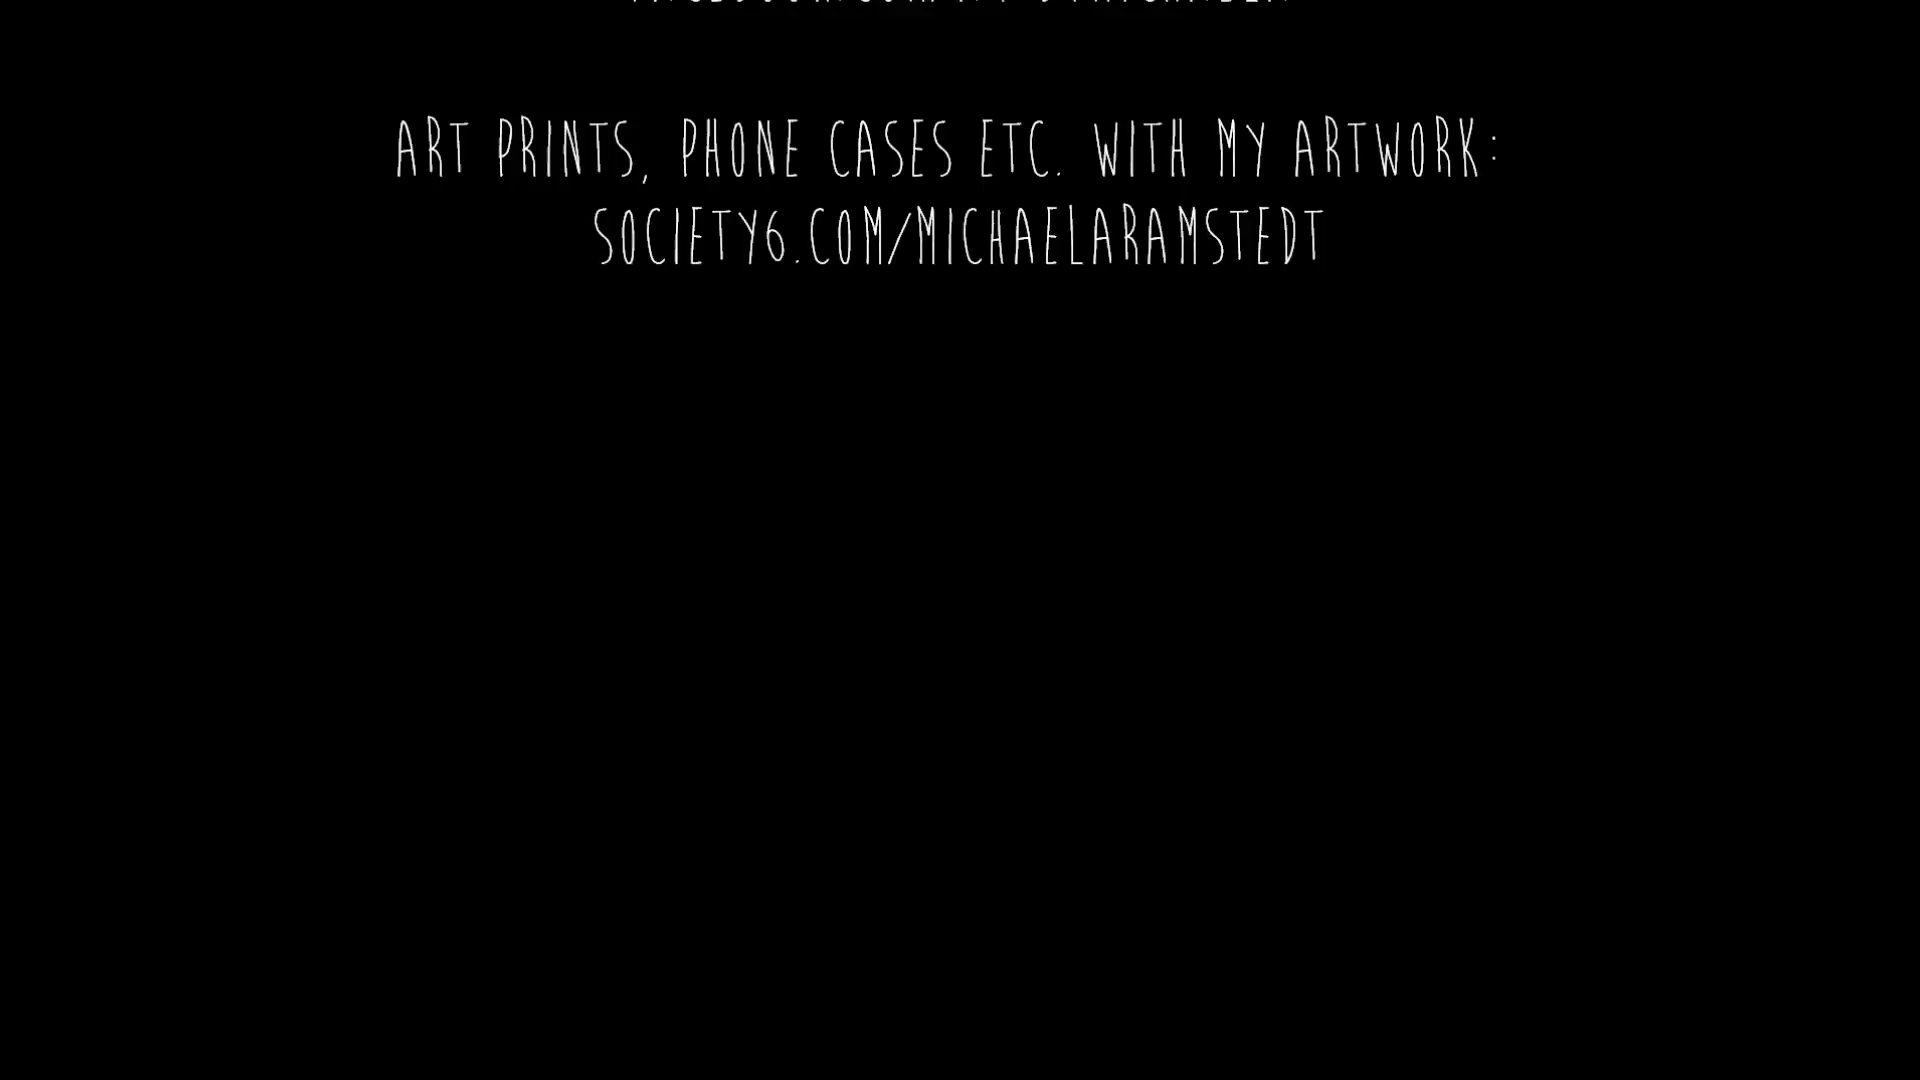 ART PRINTS, PHONE CASES ETC. WITH MY ARTWORK:
SOCIETY6.COM/MICHAELARAMSTEDT